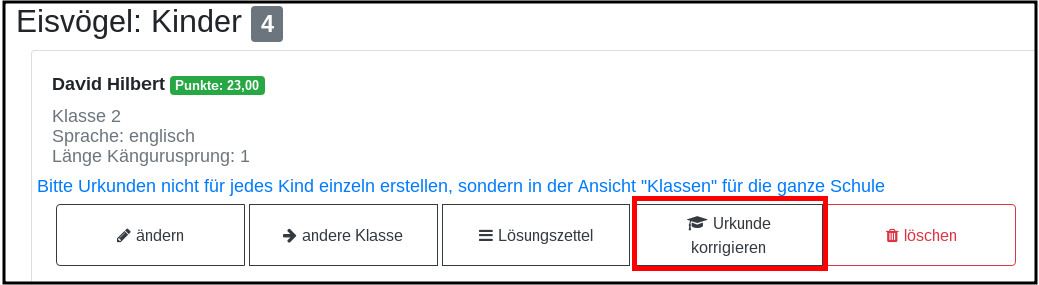 Eisvögel: Kinder 4
David Hilbert Punkte: 23,00
Klasse 2
Sprache: englisch
Länge Kängurusprung: 1
Bitte Urkunden nicht für jedes Kind einzeln erstellen, sondern in der Ansicht "Klassen" für die ganze Schule
ändern
andere Klasse
Lösungszettel
Urkunde
korrigieren
löschen